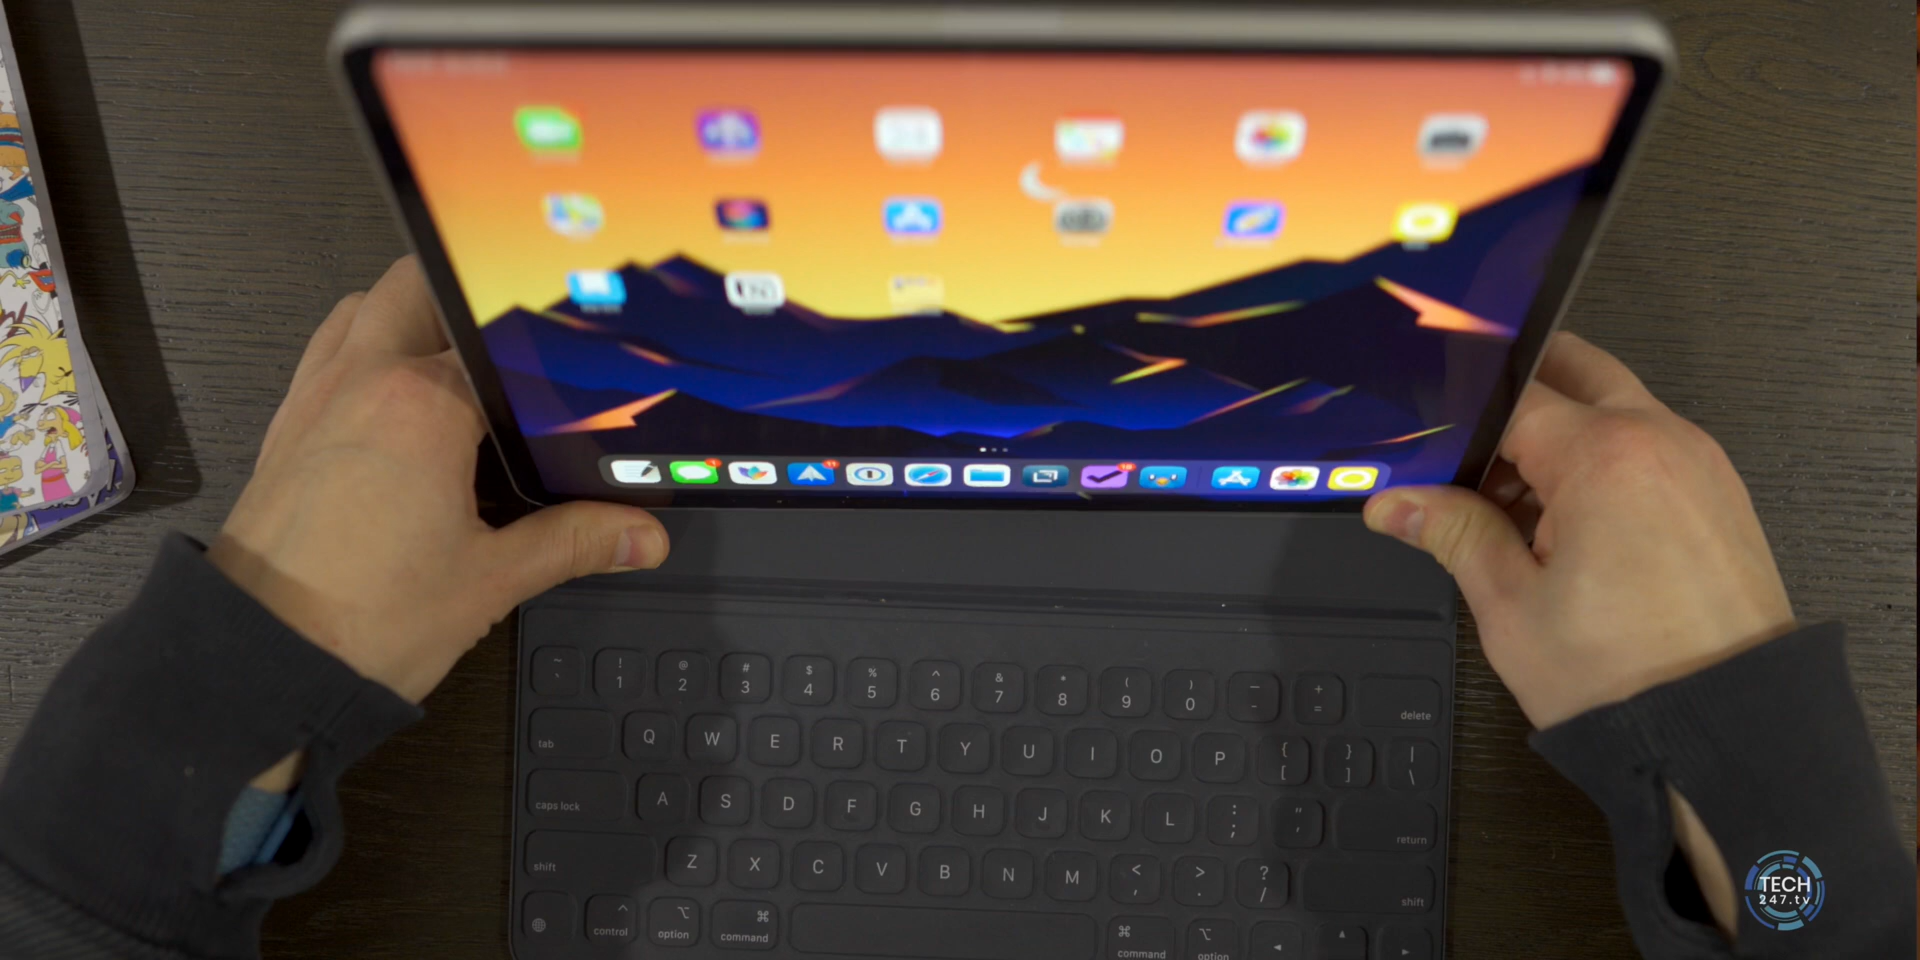 ~
`
!
1
@
2
#
3
$
4
%
5
^
6
&
7
*
8
(
9
)
0
—
-
+
=
delete
tab
Q
W
E
R
T
Y
U
I
O
P
{
[
}
]
|
\
caps lock
A
S
D
F
G
H
J
K
L
:
;
"
'
return
shift
Z
X
C
V
B
N
M
<
,
>
.
?
/
shift
control
option
command
command
option
TECH
247.tv